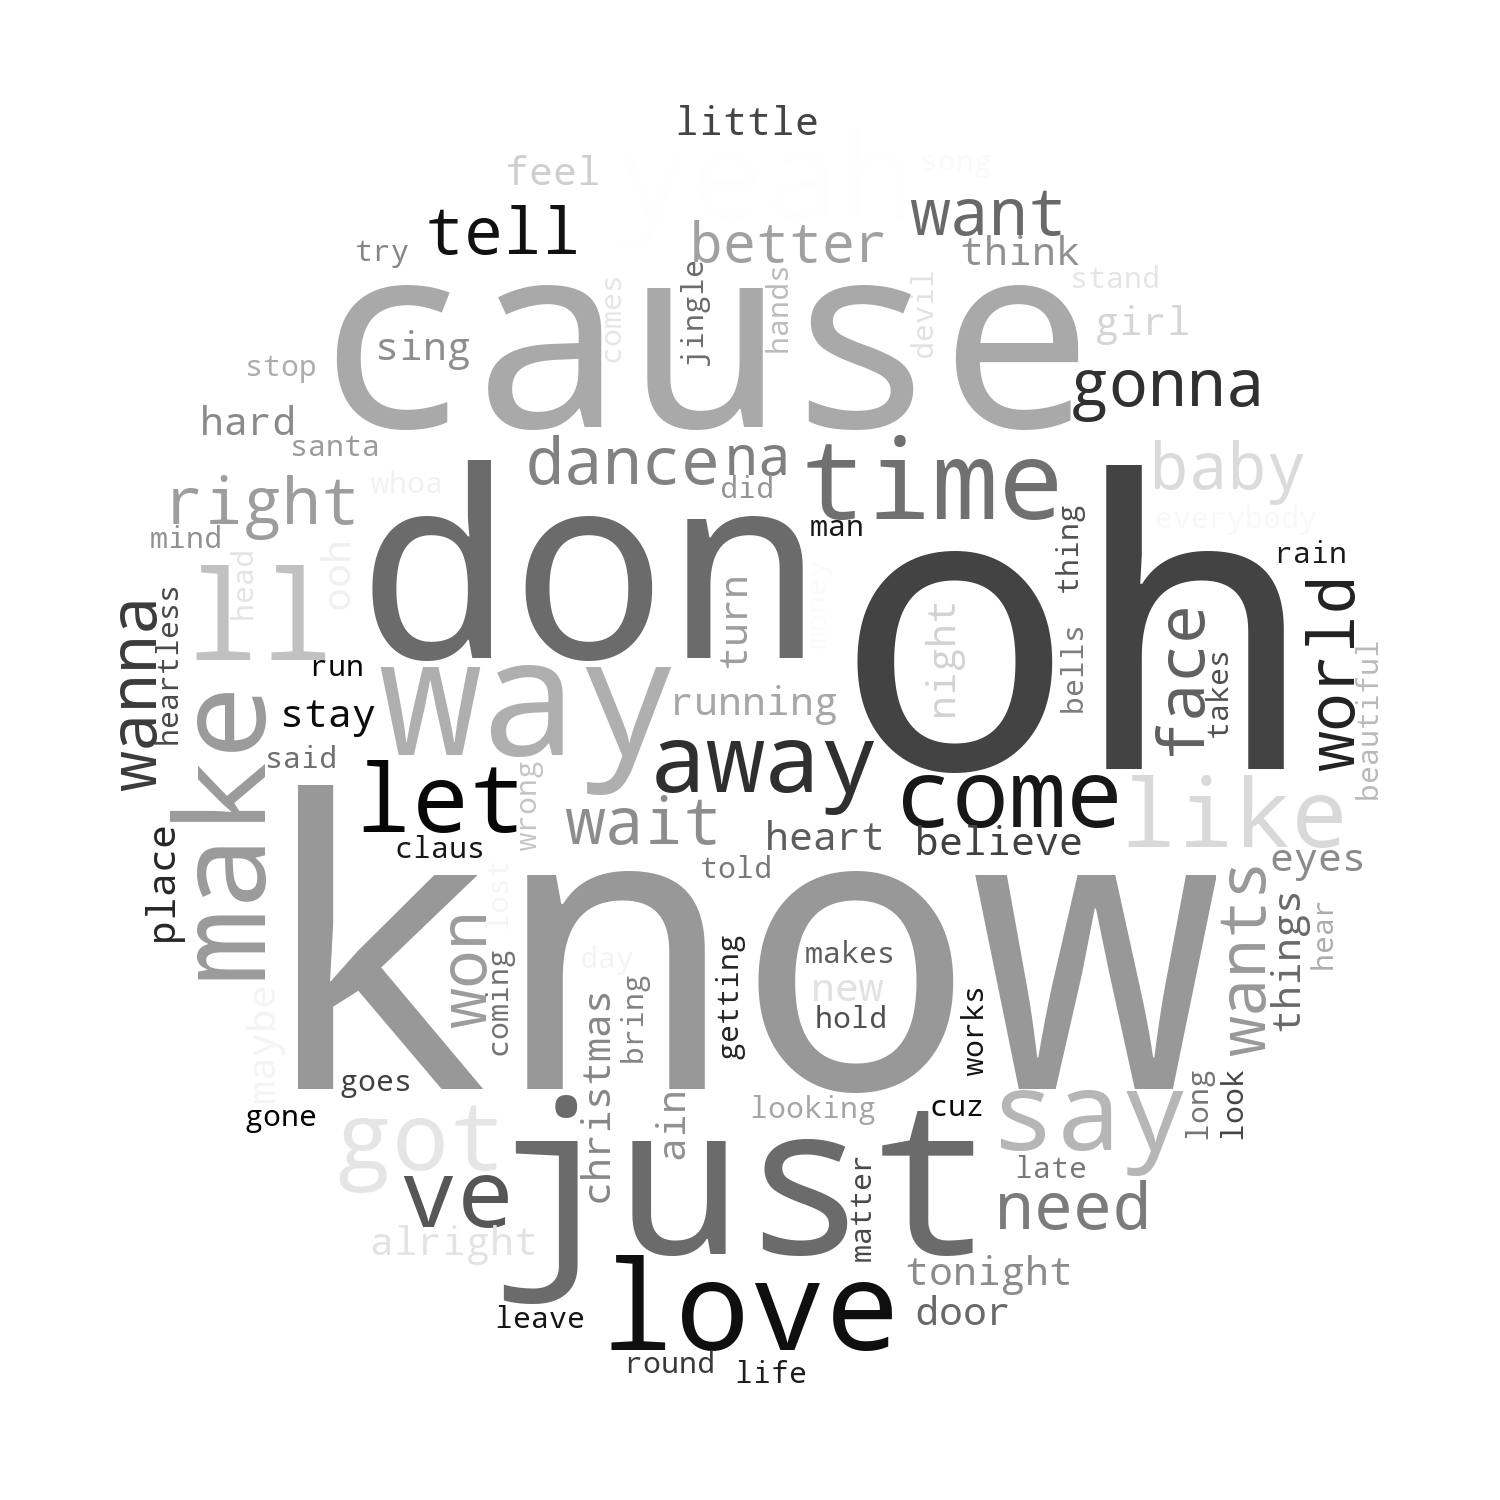 little
yeah
song
feel
want
tell
better
think
try
cause
comes
jingle
hands
devil
stand
girl
sing
stop
gonna
hard
santa
dance
na
time
baby
right
whoa
did
don
oh
man
everybody
mind
thing
rain
ll
head
ooh
turn
money
night
bells
face
takes
world
beautiful
wanna
heartless
run
make
stay
way
running
away
said
let
wrong
come
like
wait
heart
believe
claus
place
told
eyes
know
lost
won
wants
things
hear
coming
day
makes
new
hold
getting
works
maybe
christmas
bring
goes
gone
looking
cuz
say
long
look
got
just
ain
ve
matter
late
need
alright
tonight
love
door
leave
round
life